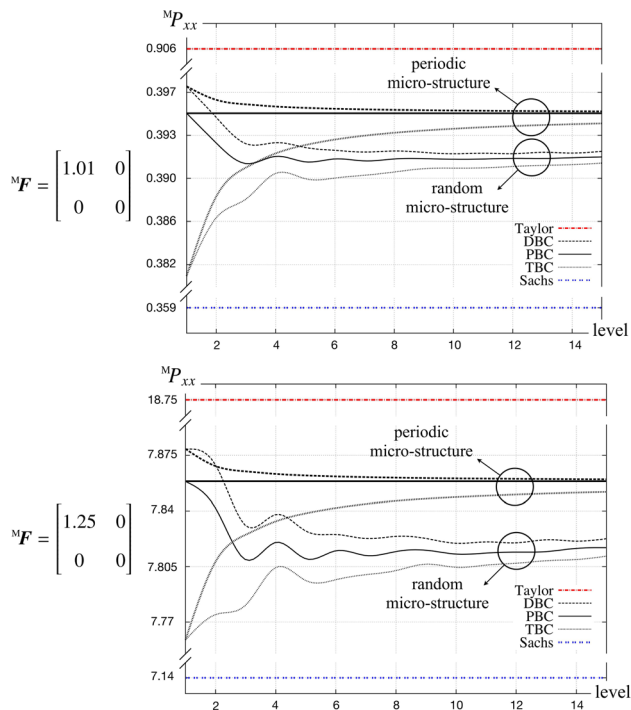 ᴹPₓₓ
0.906
0.397
0.393
0.390
0.386
0.382
0.359
periodic
micro-structure
random
micro-structure
Taylor
DBC
PBC
TBC
Sachs
ᴹF = [1.01 0
0 0]
2 4 6 8 10 12 14
level
ᴹPₓₓ
18.75
7.875
7.84
7.805
7.77
7.14
periodic
micro-structure
random
micro-structure
Taylor
DBC
PBC
TBC
Sachs
ᴹF = [1.25 0
0 0]
2 4 6 8 10 12 14
level